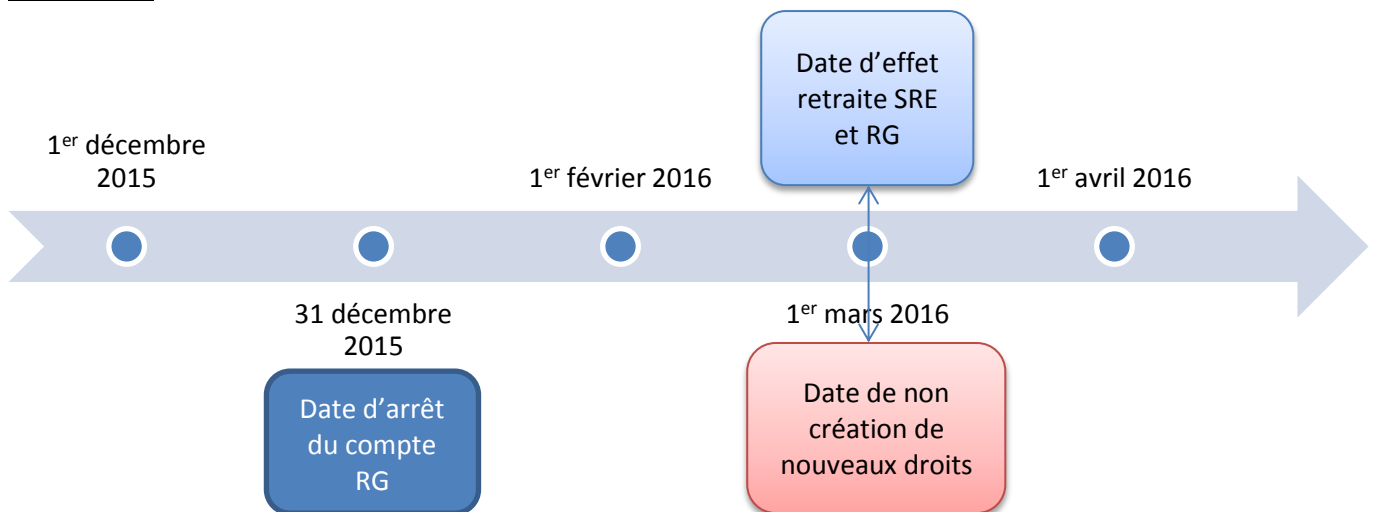 Date d'effet
retraite SRE
et RG
1er décembre
2015
1er février 2016
1er avril 2016
31 décembre
2015
1er mars 2016
Date d'arrêt
du compte
RG
Date de non
création de
nouveaux droits